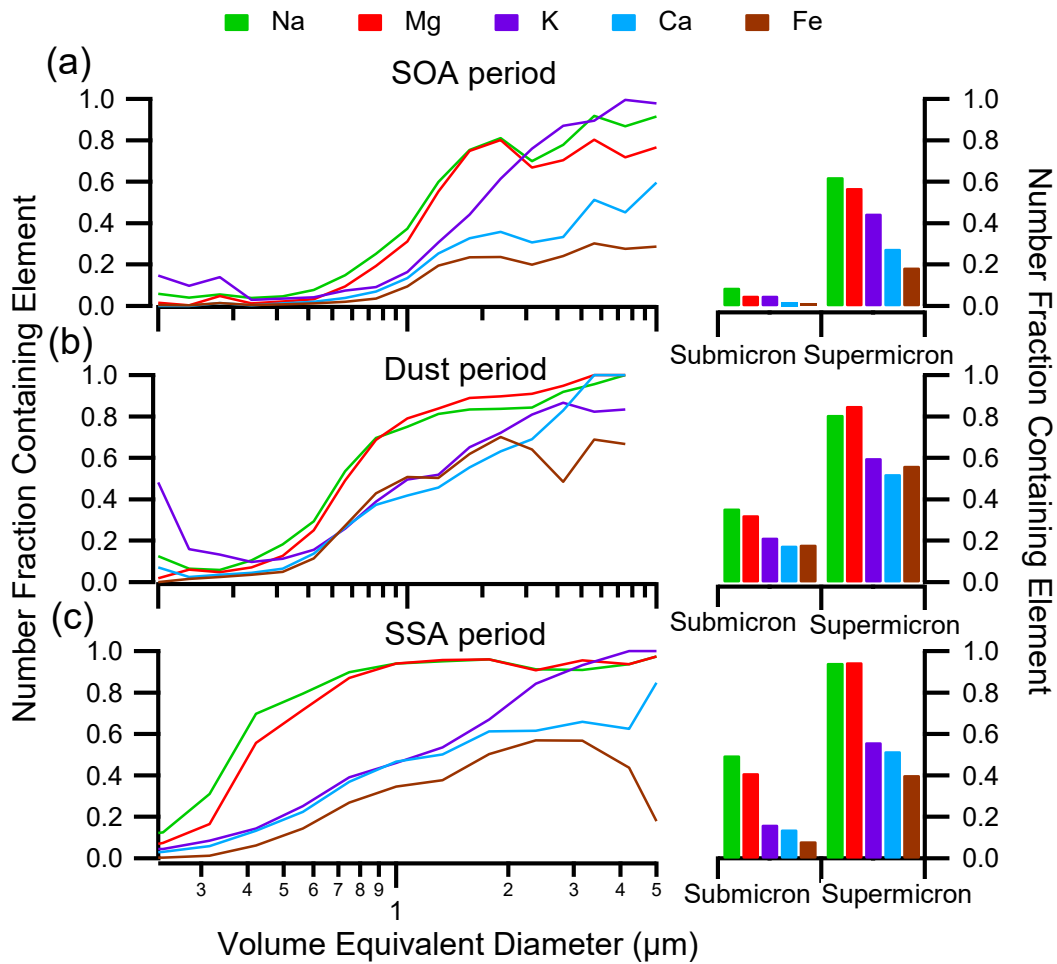 Na Mg K Ca Fe
(a)
SOA period
1.0 1.0
0.8 0.8
0.6 0.6
0.4 0.4
0.2 0.2
0.0 0.0
Submicron Supermicron
(b)
Dust period
1.0 1.0
0.8 0.8
0.6 0.6
0.4 0.4
0.2 0.2
0.0 0.0
Submicron Supermicron
(c)
SSA period
1.0 1.0
0.8 0.8
0.6 0.6
0.4 0.4
0.2 0.2
0.0 0.0
Submicron Supermicron
3 4 5 6 7 8 9 2 3 4 5
1
Volume Equivalent Diameter (μm)
Number Fraction Containing Element
Number Fraction Containing Element